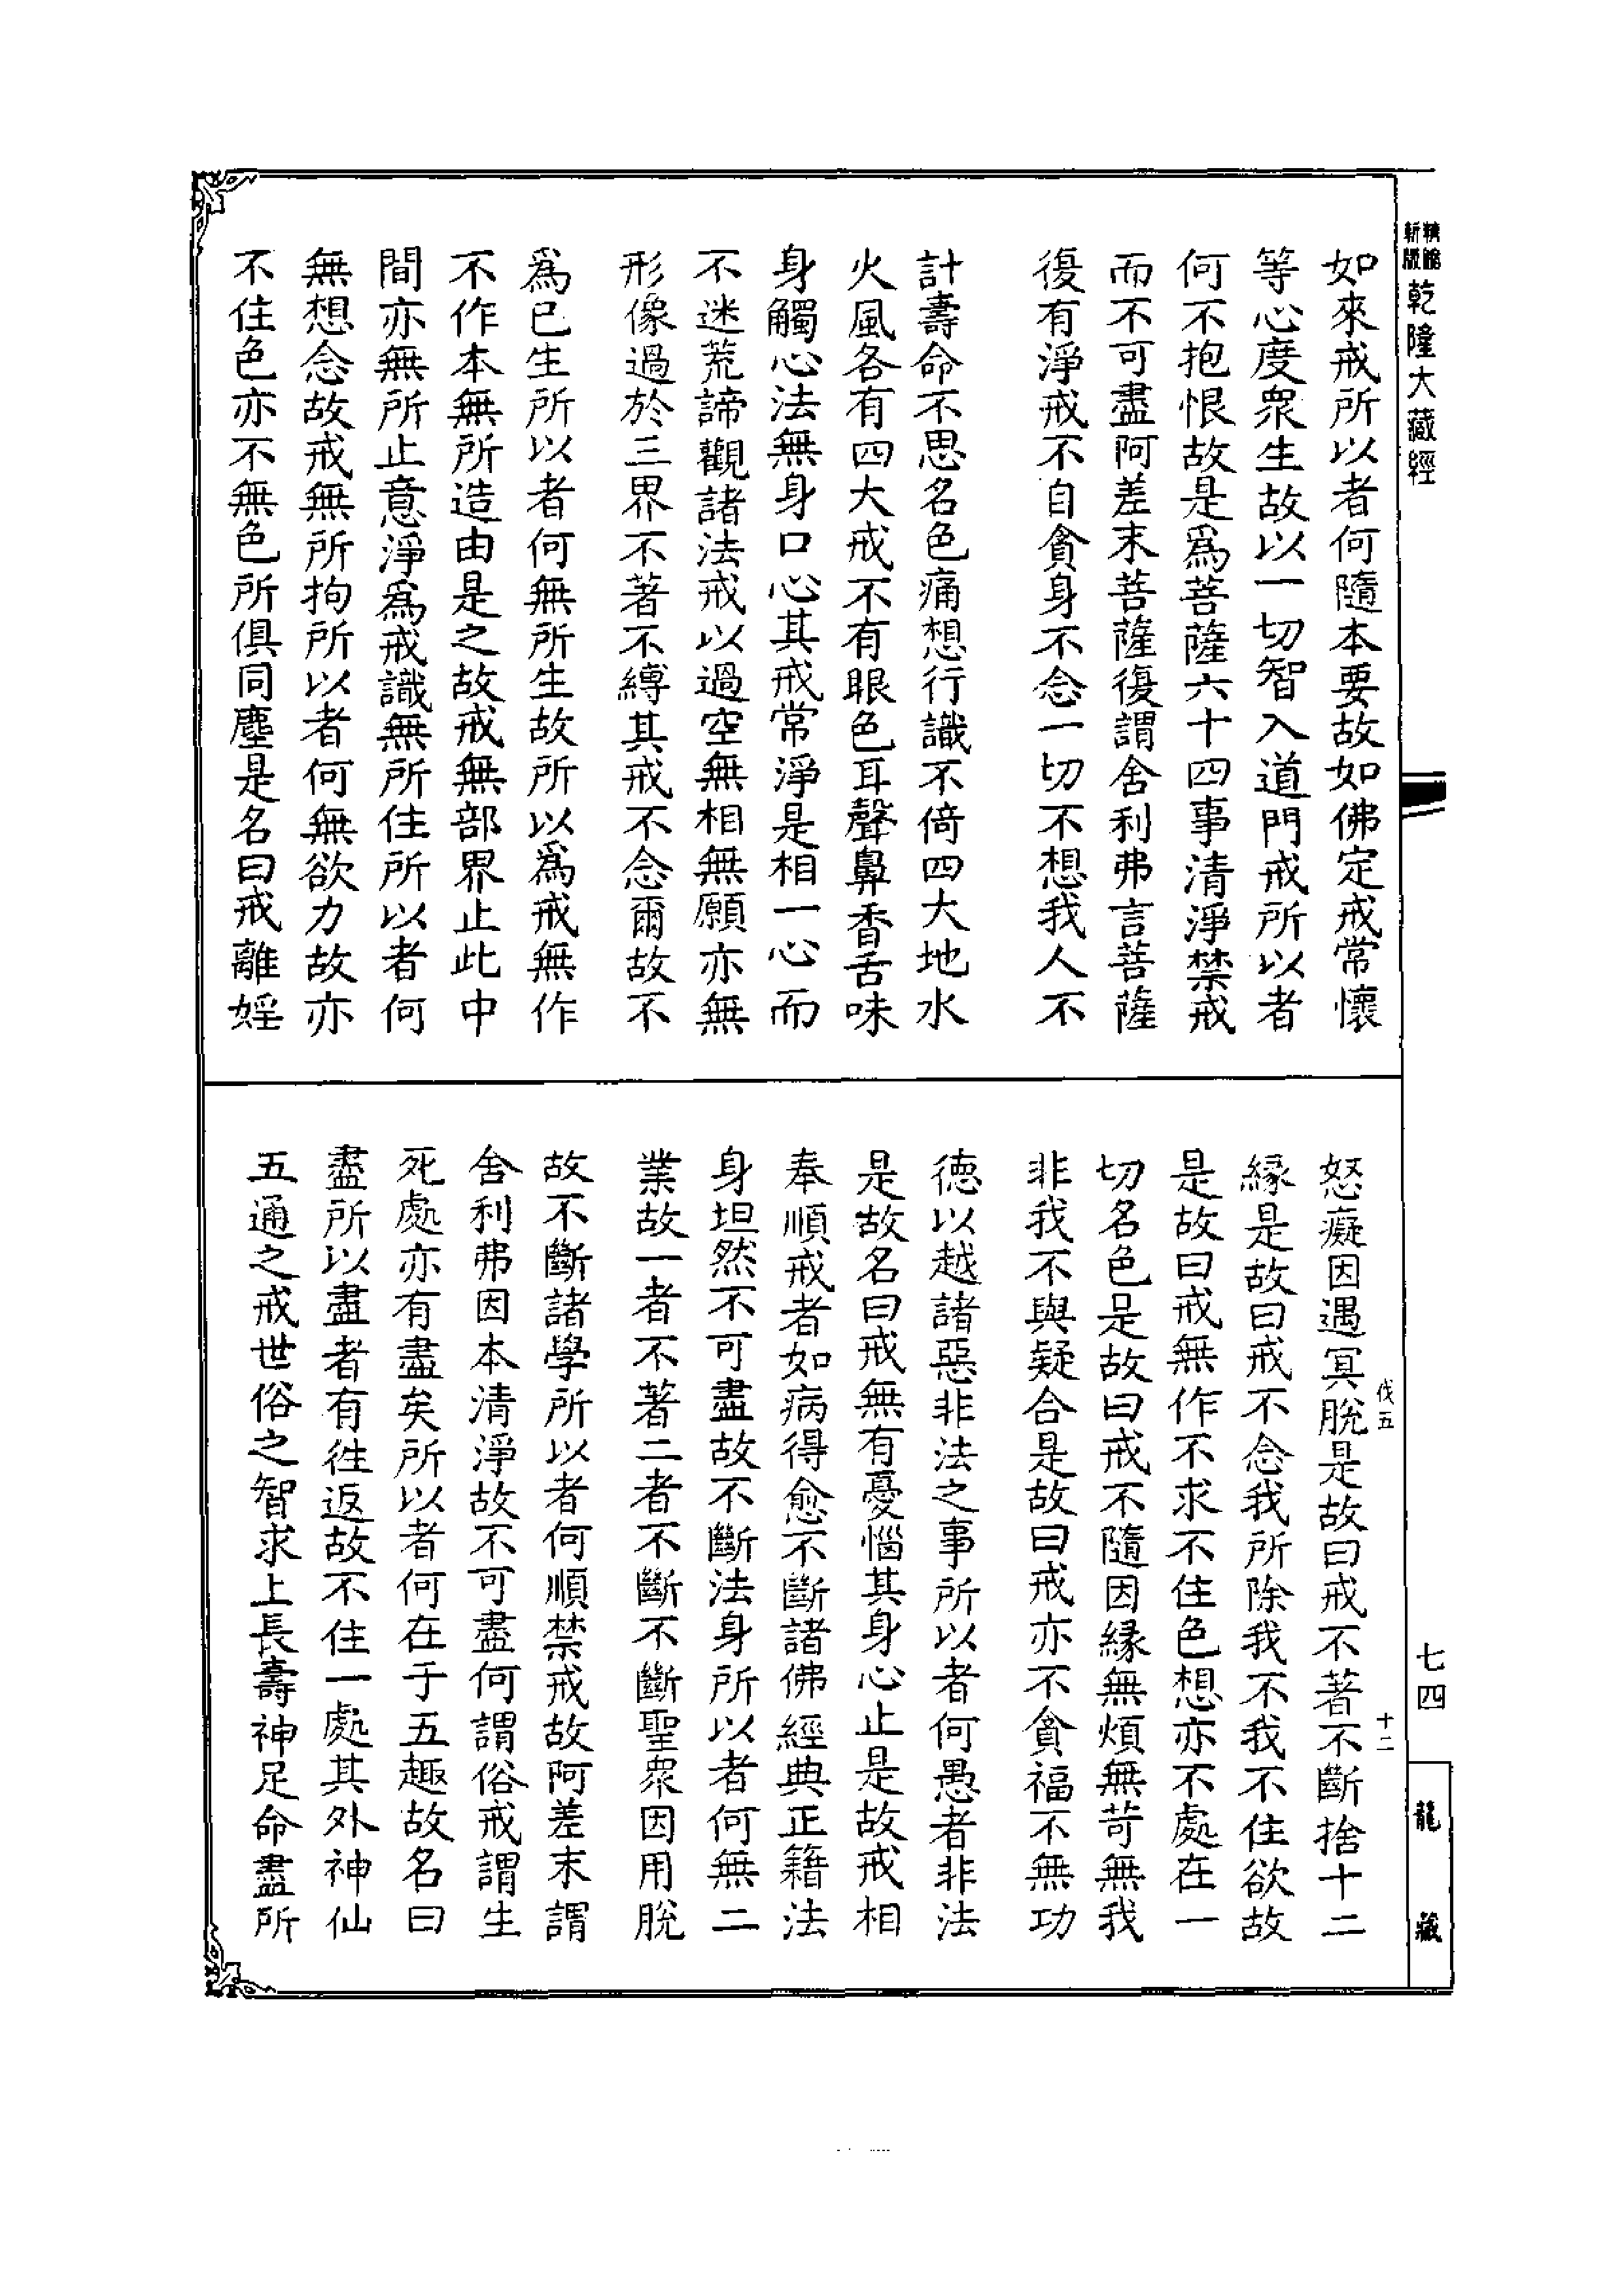 精繪
新版
乾隆大藏經
七四
龍藏
如來戒所以者何隨本要故如佛定戒常懷
等心度衆生故以一切智入道門戒所以者
何不抱恨故是爲菩薩六十四事清淨禁戒
而不可盡阿差末菩薩復謂舍利弗言菩薩
復有淨戒不自貪身不念一切不想我人不
計壽命不思名色痛想行識不倚四大地水
火風各有四大戒不有眼色耳聲鼻香舌味
身觸心法無身口心其戒常淨是相一心而
不迷荒諦觀諸法戒以過空無相無願亦無
形像過於三界不著不縛其戒不念爾故不
爲已生所以者何無所生故所以爲戒無作
不作本無所造由是之故戒無部界止此中
間亦無所止意淨爲戒識無所住所以者何
無想念故戒無所拘所以者何無欲力故亦
不住色亦不無色所俱同塵是名曰戒離婬
伐五
十二
怒癡因遇冥脫是故曰戒不著不斷捨十二
緣是故曰戒不念我所除我不我不住欲故
是故曰戒無作不求不住色想亦不處在一
切名色是故曰戒不隨因緣無煩無苛無我
非我不與疑合是故曰戒亦不貪福不無功
德以越諸惡非法之事所以者何愚者非法
是故名曰戒無有憂惱其身心止是故戒相
奉順戒者如病得愈不斷諸佛經典正籍法
身坦然不可盡故不斷法身所以者何無二
業故一者不著二者不斷不斷聖衆因用脫
故不斷諸學所以者何順禁戒故阿差末謂
舍利弗因本清淨故不可盡何謂俗戒謂生
死處亦有盡矣所以者何在于五趣故名曰
盡所以盡者有徃返故不住一處其外神仙
五通之戒世俗之智求上長壽神足命盡所